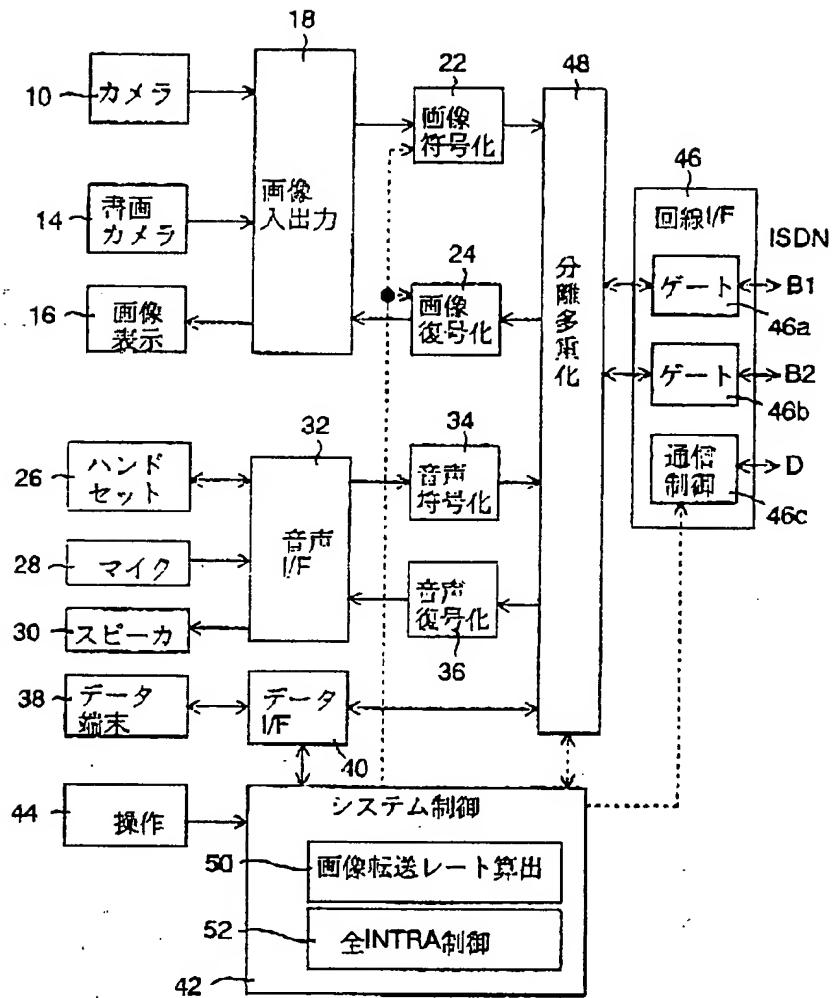 18
10
カメラ
22
48
画像
符号化
46
回線I/F
ISDN
14
書画
カメラ
画像
入出力
24
画像
復号化
16
画像
表示
分離多重化
ゲート
B1
46a
ゲート
B2
46b
通信
制御
D
46c
26
ハンド
セット
32
34
音声
符号化
28
マイク
音声
I/F
音声
復号化
36
30
スピーカ
38
データ
端末
データ
I/F
40
44
操作
システム制御
50
画像転送レート算出
52
全INTRA制御
42